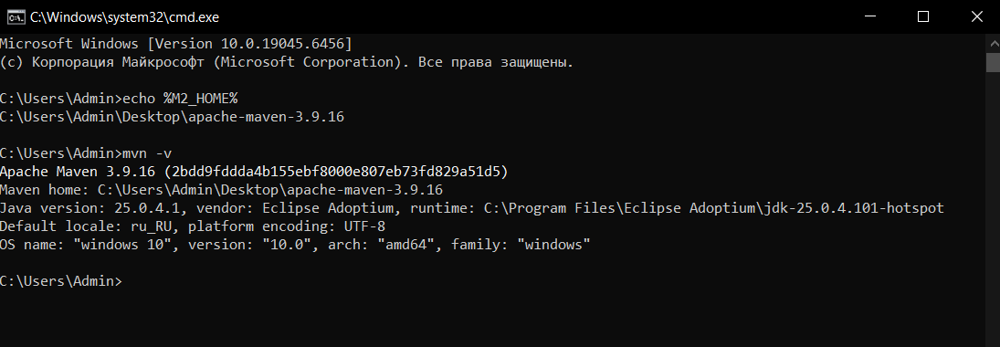 C:\Windows\system32\cmd.exe
Microsoft Windows [Version 10.0.19045.6456]
(c) Корпорация Майкрософт (Microsoft Corporation). Все права защищены.
C:\Users\Admin>echo %M2_HOME%
C:\Users\Admin\Desktop\apache-maven-3.9.16
C:\Users\Admin>mvn -v
Apache Maven 3.9.16 (2bdd9fddda4b155ebf8000e807eb73fd829a51d5)
Maven home: C:\Users\Admin\Desktop\apache-maven-3.9.16
Java version: 25.0.4.1, vendor: Eclipse Adoptium, runtime: C:\Program Files\Eclipse Adoptium\jdk-25.0.4.101-hotspot
Default locale: ru_RU, platform encoding: UTF-8
OS name: "windows 10", version: "10.0", arch: "amd64", family: "windows"
C:\Users\Admin>